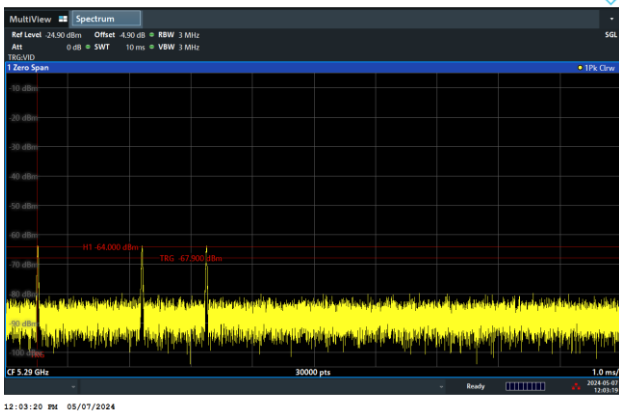 MultiView Spectrum
Ref Level -24.90 dBm Offset -4.90 dB RBW 3 MHz SGL
Att 0 dB SWT 10 ms VBW 3 MHz
TRG:VID
1 Zero Span 1Pk Clrw
-10 dBm
-20 dBm
-30 dBm
-40 dBm
-50 dBm
-60 dBm
H1 -64.000 dBm
TRG -67.900 dBm
-70 dBm
-80 dBm
-90 dBm
-100 dBm
CF 5.29 GHz 30000 pts 1.0 ms/
Ready 2024-05-07
12:03:19
12:03:20 PM 05/07/2024